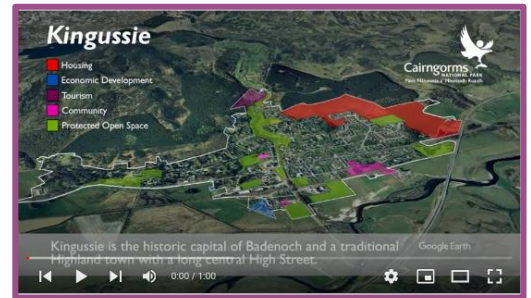 Kingussie
Housing
Economic Development
Tourism
Community
Protected Open Space
Cairngorms
NATIONAL PARK
Kingussie is the historic capital of Badenoch and a traditional
Highland town with a long central High Street.
Google Earth
0:00 / 1:00